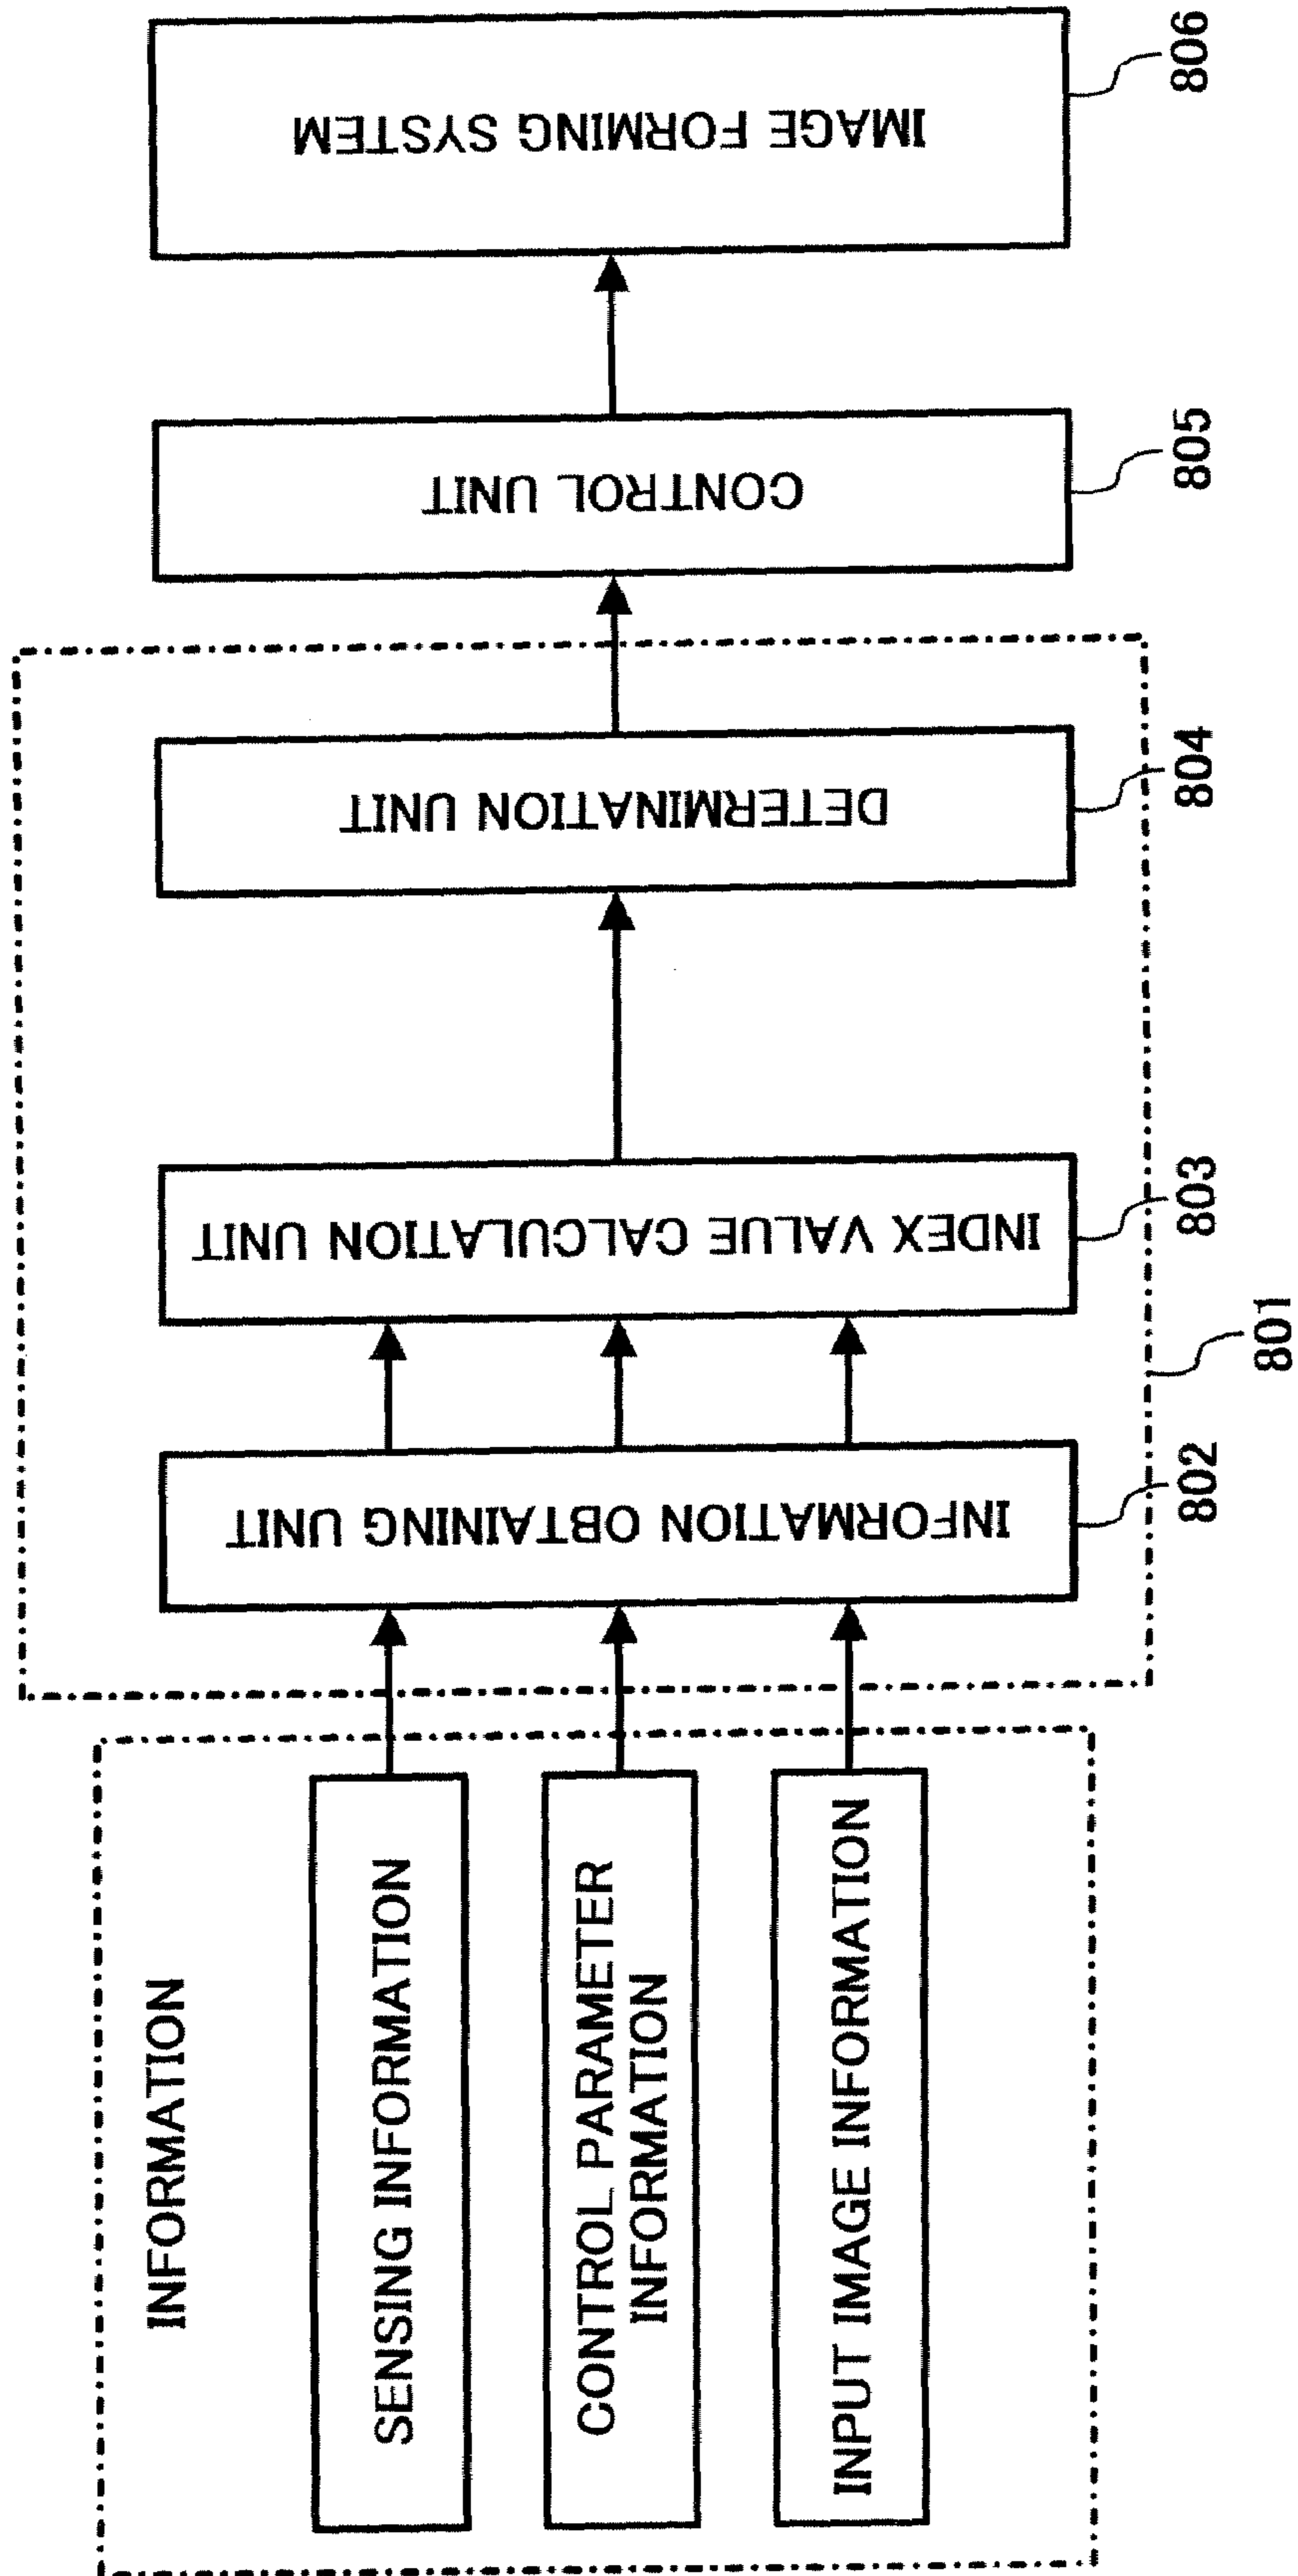 INFORMATION
SENSING INFORMATION
CONTROL PARAMETER
INFORMATION
INPUT IMAGE INFORMATION
INFORMATION OBTAINING UNIT
802
INDEX VALUE CALCULATION UNIT
803
801
DETERMINATION UNIT
804
CONTROL UNIT
805
IMAGE FORMING SYSTEM
806